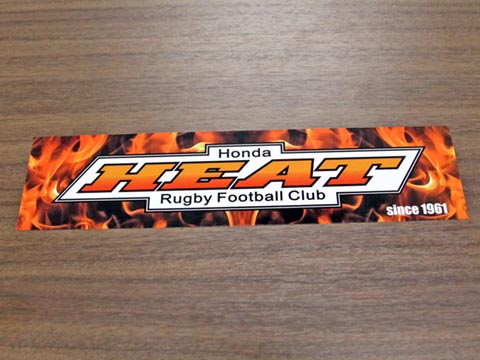 Honda
HEAT
Rugby Football Club
since 1961